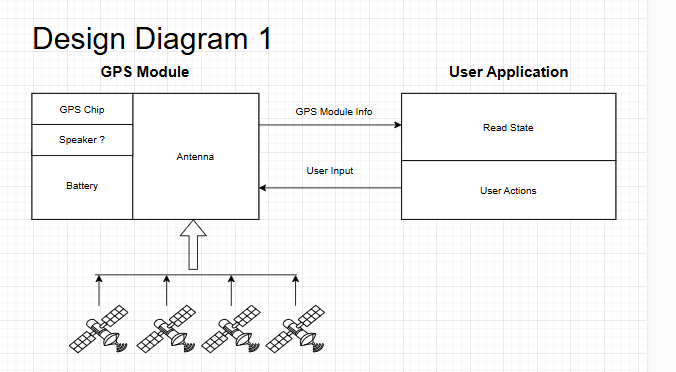 Design Diagram 1
GPS Module
User Application
GPS Chip
Speaker ?
Battery
Antenna
GPS Module Info
User Input
Read State
User Actions